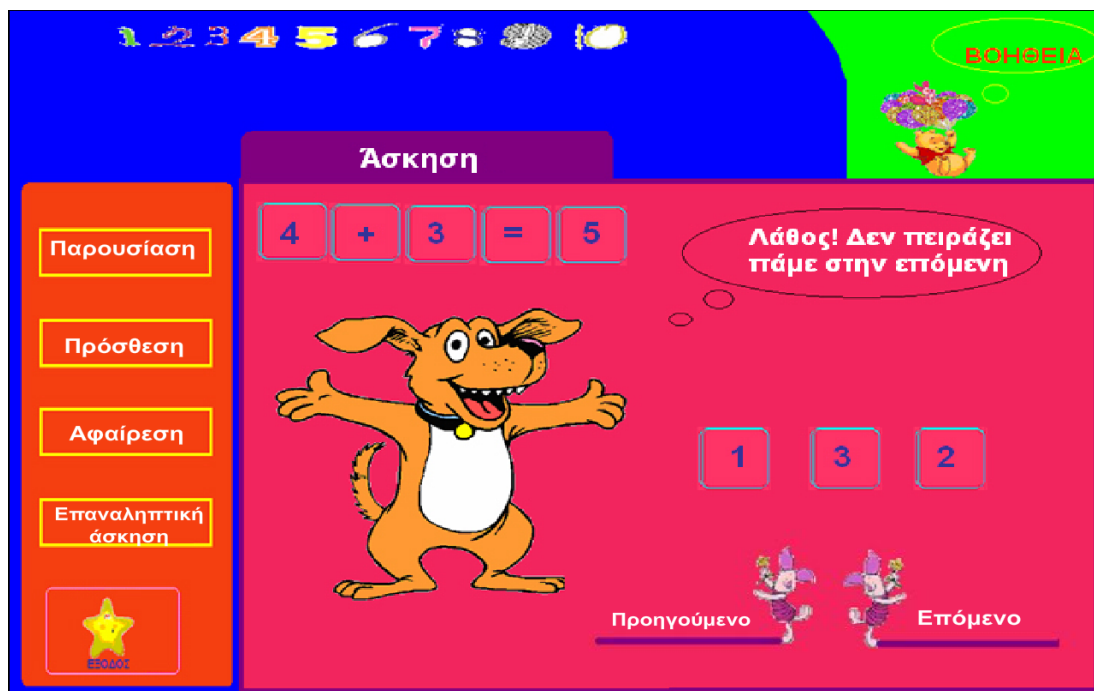 1 2 3 4 5 6 7 8 9 10
ΒΟΗΘΕΙΑ
Άσκηση
4 + 3 = 5
Λάθος! Δεν πειράζει
πάμε στην επόμενη
Παρουσίαση
Πρόσθεση
Αφαίρεση
Επαναληπτική
άσκηση
1 3 2
Προηγούμενο
Επόμενο
ΕΞΟΔΟΣ